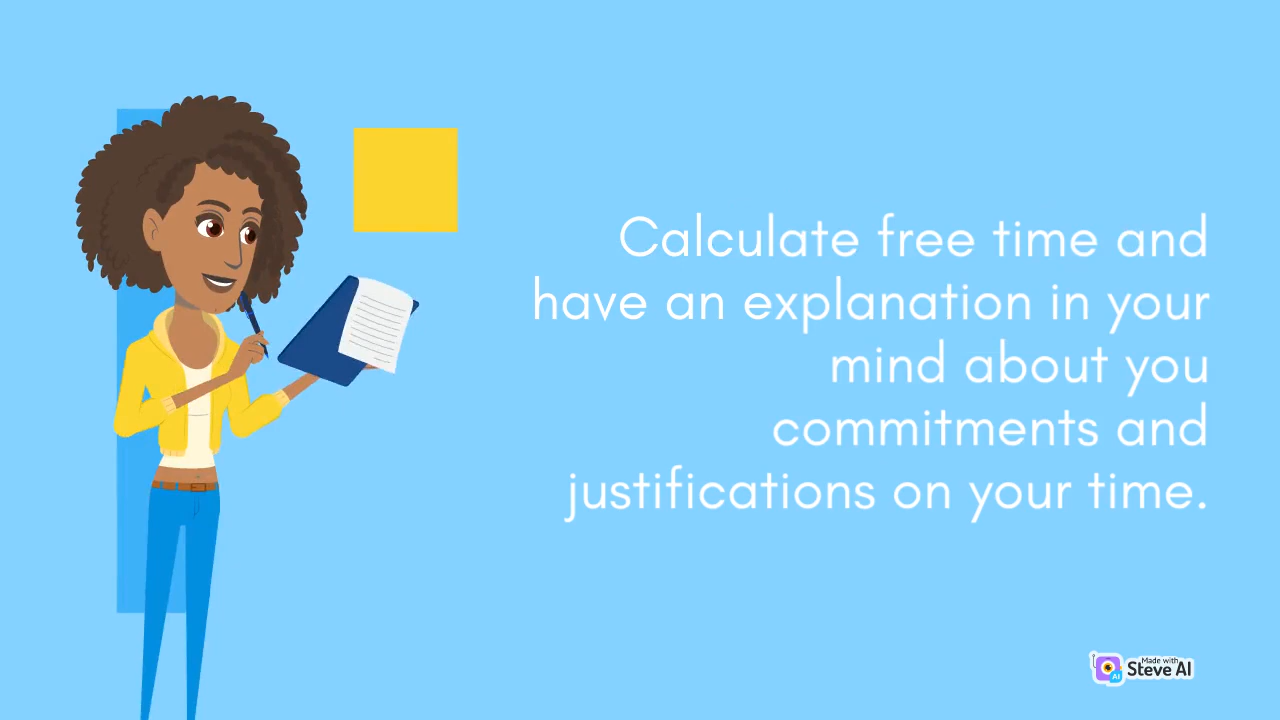 Calculate free time and
have an explanation in your
mind about you
commitments and
justifications on your time.
Made with
Steve AI
AI